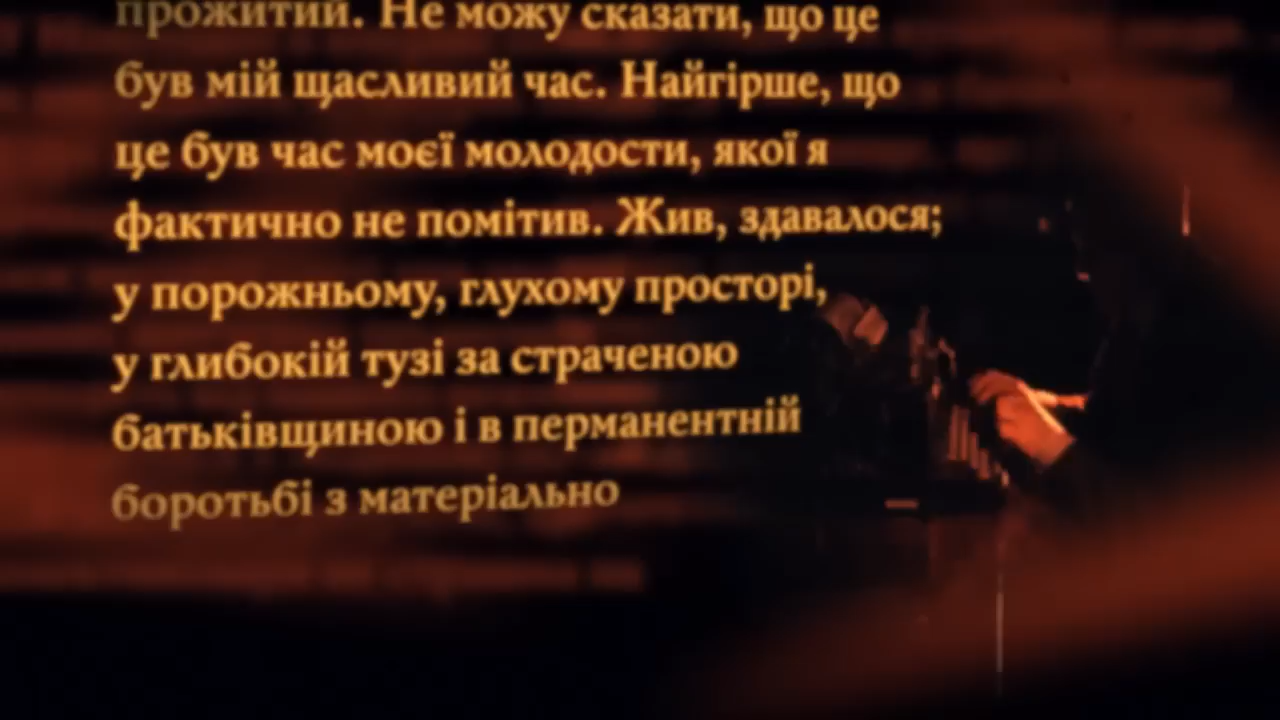 прожитий. Не можу сказати, що це
був мій щасливий час. Найгірше, що
це був час моєї молодости, якої я
фактично не помітив. Жив, здавалося;
у порожньому, глухому просторі,
у глибокій тузі за страченою
батьківщиною і в перманентній
боротьбі з матеріально